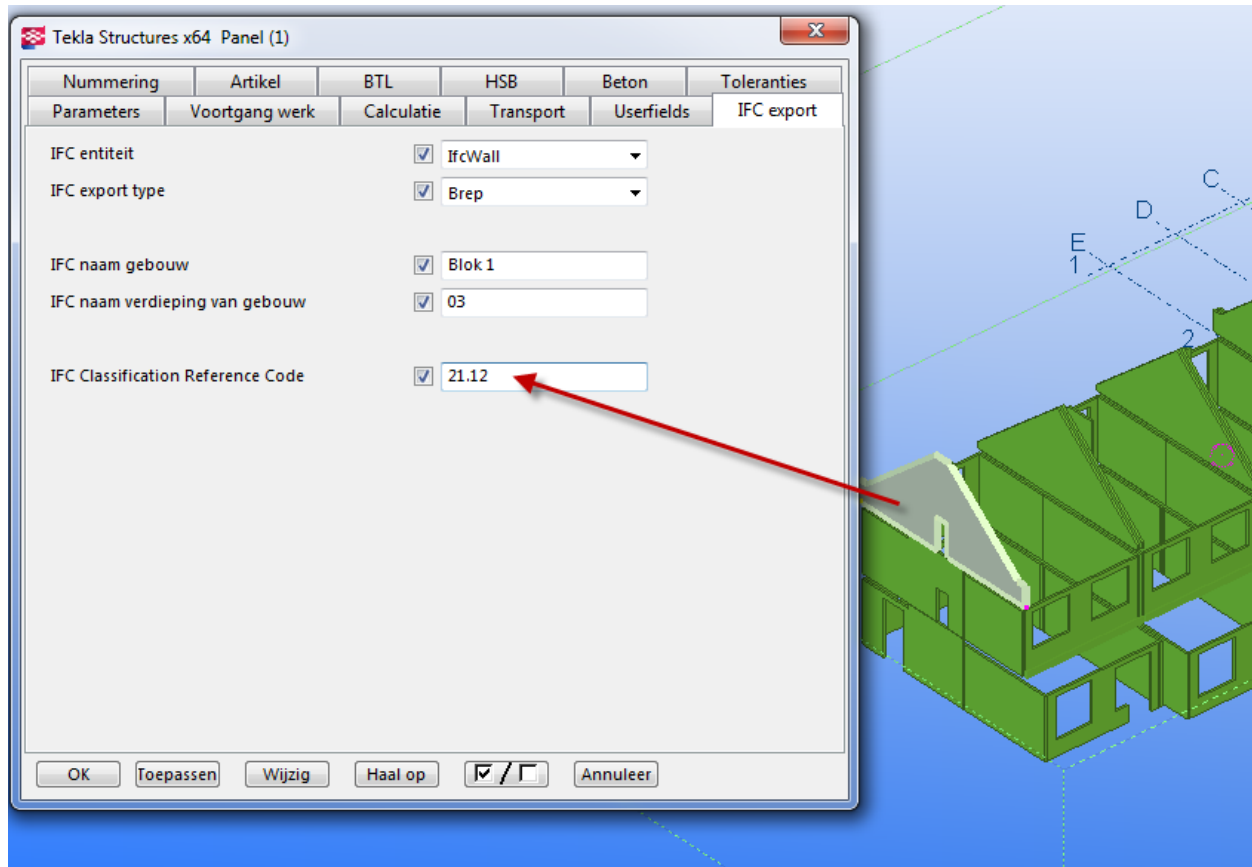 Tekla Structures x64 Panel (1)
Nummering Artikel BTL HSB Beton Toleranties
Parameters Voortgang werk Calculatie Transport Userfields IFC export
IFC entiteit IfcWall
IFC export type Brep
IFC naam gebouw Blok 1
IFC naam verdieping van gebouw 03
IFC Classification Reference Code 21.12
OK Toepassen Wijzig Haal op / Annuleer
C
D
E
1
2